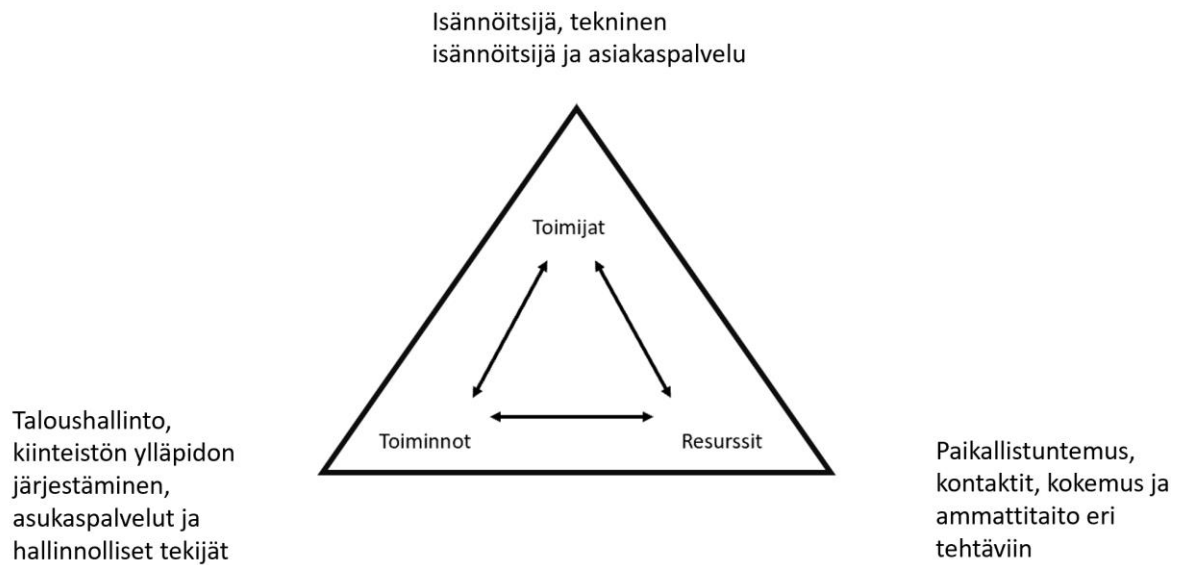 Isännöitsijä, tekninen
isännöitsijä ja asiakaspalvelu
Toimijat
Toiminnot
Resurssit
Taloushallinto,
kiinteistön ylläpidon
järjestäminen,
asukaspalvelut ja
hallinnolliset tekijät
Paikallistuntemus,
kontaktit, kokemus ja
ammattitaito eri
tehtäviin